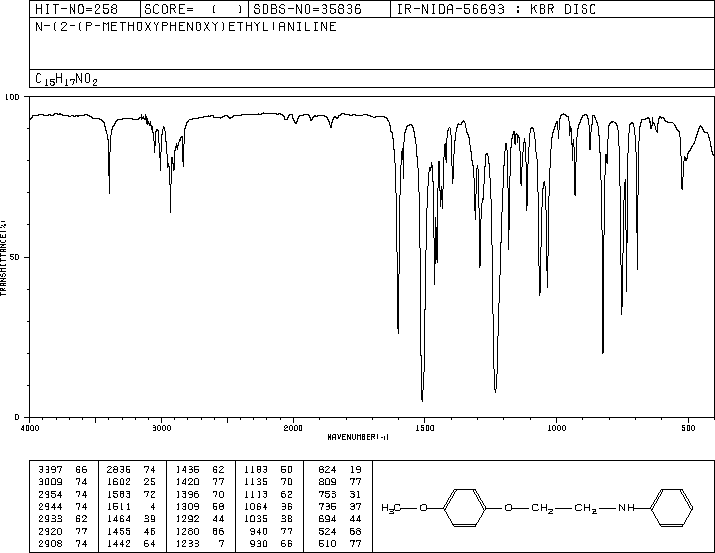 HIT-NO=258 SCORE= ( ) SDBS-NO=35836 IR-NIDA-56693 : KBR DISC
N-(2-(P-METHOXYPHENOXY)ETHYL)ANILINE
C15H17NO2
100
50
0
TRANSMITTANCE(%)
4000 3000 2000 1500 1000 500
WAVENUMBER(-1)
3397 66 2836 74 1436 62 1183 50 824 19
3009 74 1602 25 1420 77 1135 70 809 77
2954 74 1583 72 1396 70 1113 62 753 31
2944 74 1511 4 1309 58 1064 36 735 37
2933 62 1464 39 1292 44 1035 38 694 44
2920 77 1455 46 1280 66 940 77 524 68
2908 74 1442 64 1233 7 930 66 510 77
H3C O O CH2 CH2 NH